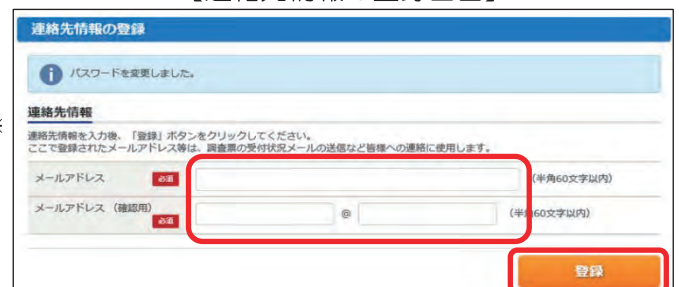 連絡先情報の登録
パスワードを変更しました。
連絡先情報
連絡先情報を入力後、「登録」ボタンをクリックしてください。
ここで登録されたメールアドレス等は、調査票の受付状況メールの送信など皆様への連絡に使用します。
メールアドレス 必須 (半角60文字以内)
メールアドレス（確認用） 必須 @ (半角60文字以内)
登録